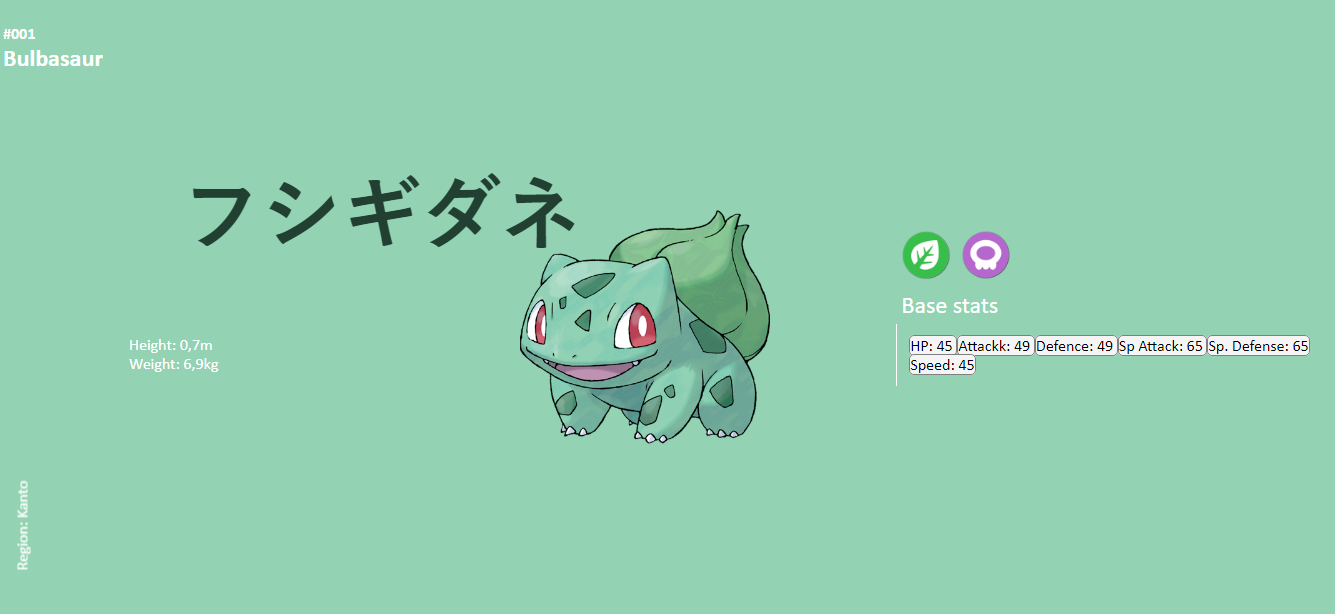 #001
Bulbasaur
フシギダネ
Height: 0,7m
Weight: 6,9kg
Base stats
HP: 45 Attackk: 49 Defence: 49 Sp Attack: 65 Sp. Defense: 65
Speed: 45
Region: Kanto